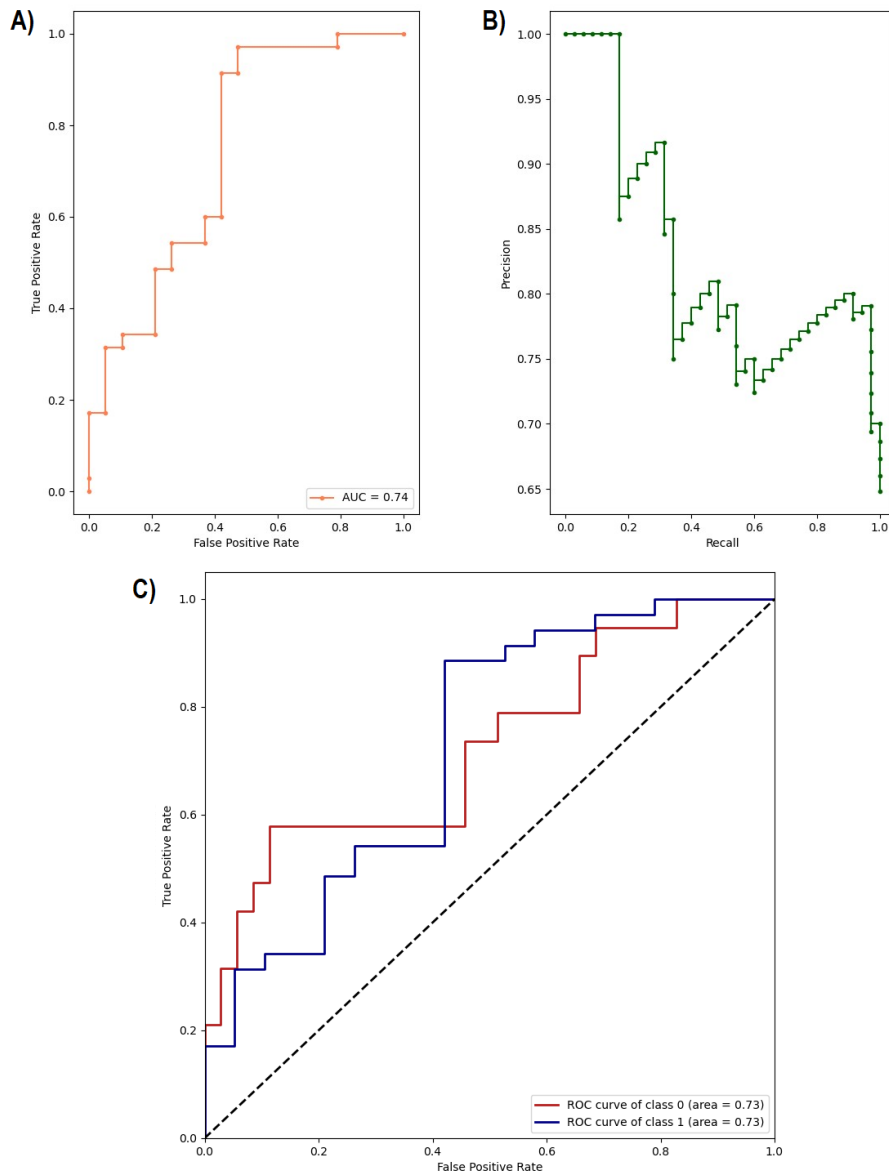 A)
1.0
0.8
0.6
0.4
0.2
0.0
True Positive Rate
AUC = 0.74
0.0 0.2 0.4 0.6 0.8 1.0
False Positive Rate
B)
1.00
0.95
0.90
0.85
0.80
0.75
0.70
0.65
Precision
0.0 0.2 0.4 0.6 0.8 1.0
Recall
C)
1.0
0.8
0.6
0.4
0.2
0.0
True Positive Rate
ROC curve of class 0 (area = 0.73)
ROC curve of class 1 (area = 0.73)
0.0 0.2 0.4 0.6 0.8 1.0
False Positive Rate